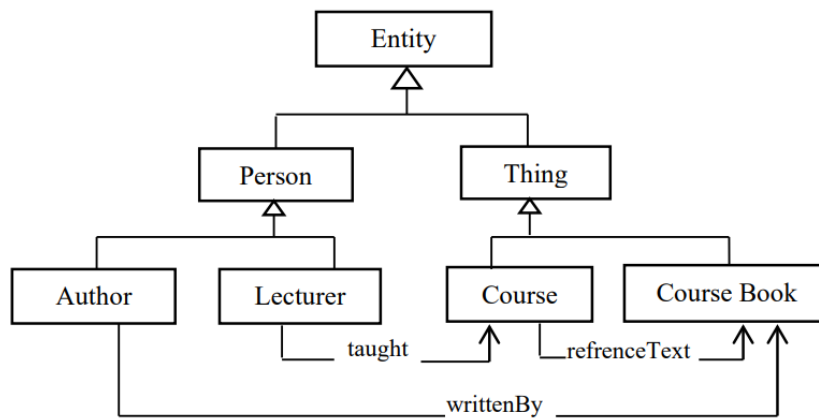 Entity
Person
Thing
Author
Lecturer
Course
Course Book
taught
refrenceText
writtenBy